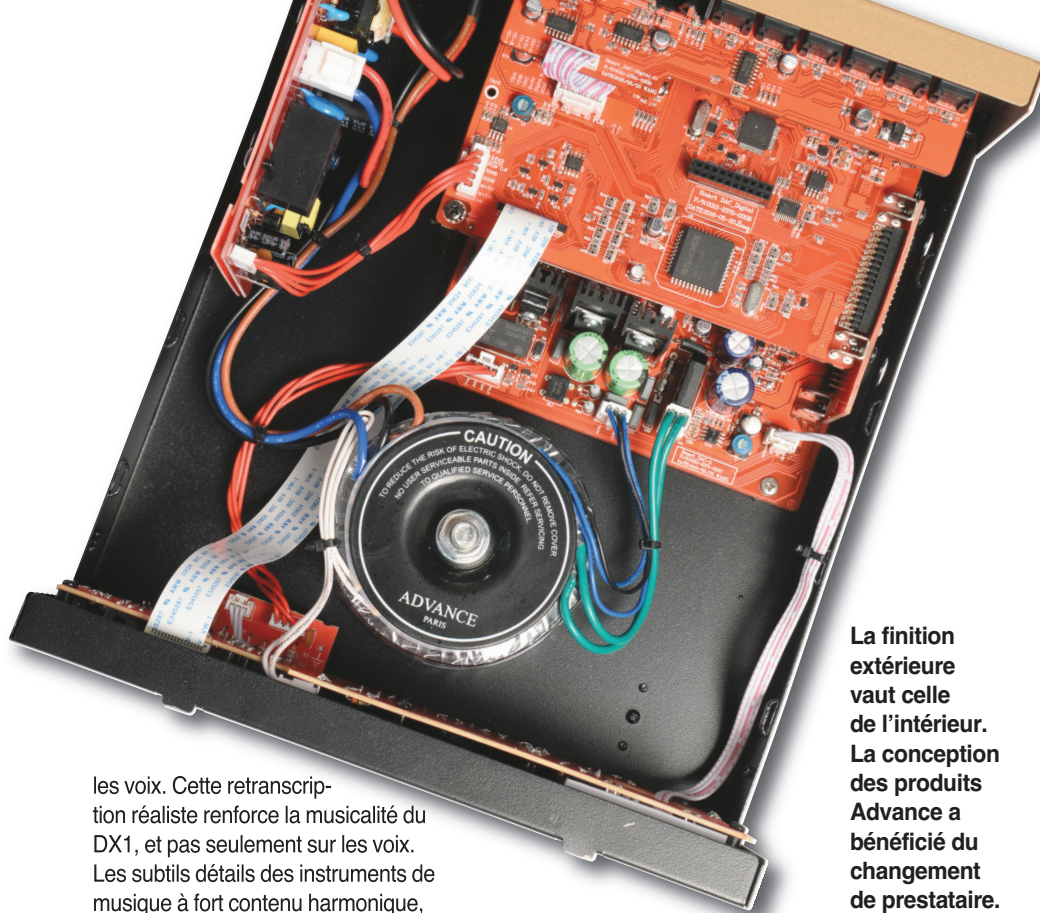 Smart DAC_Digital
CAUTION
TO REDUCE THE RISK OF ELECTRIC SHOCK, DO NOT REMOVE COVER
NO USER SERVICEABLE PARTS INSIDE. REFER SERVICING
TO QUALIFIED SERVICE PERSONNEL
ADVANCE
PARIS
La finition
extérieure
vaut celle
de l’intérieur.
La conception
des produits
Advance a
bénéficié du
changement
de prestataire.
les voix. Cette retranscrip-
tion réaliste renforce la musicalité du
DX1, et pas seulement sur les voix.
Les subtils détails des instruments de
musique à fort contenu harmonique,